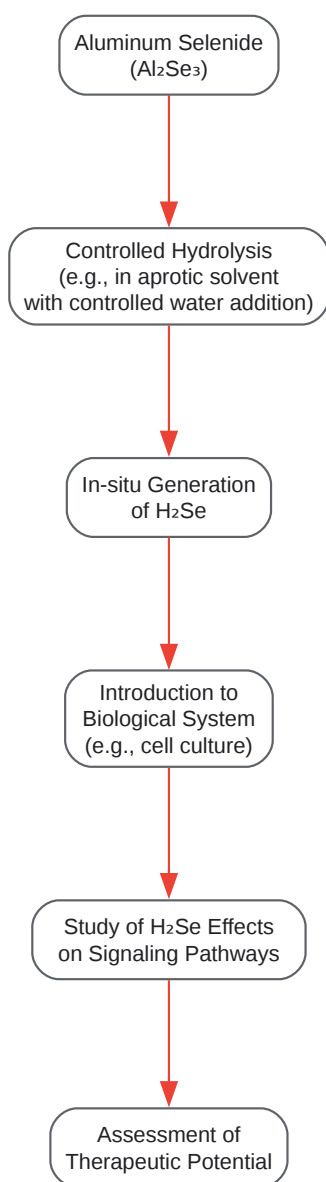 Aluminum Selenide
(Al₂Se₃)
Controlled Hydrolysis
(e.g., in aprotic solvent
with controlled water addition)
In-situ Generation
of H₂Se
Introduction to
Biological System
(e.g., cell culture)
Study of H₂Se Effects
on Signaling Pathways
Assessment of
Therapeutic Potential